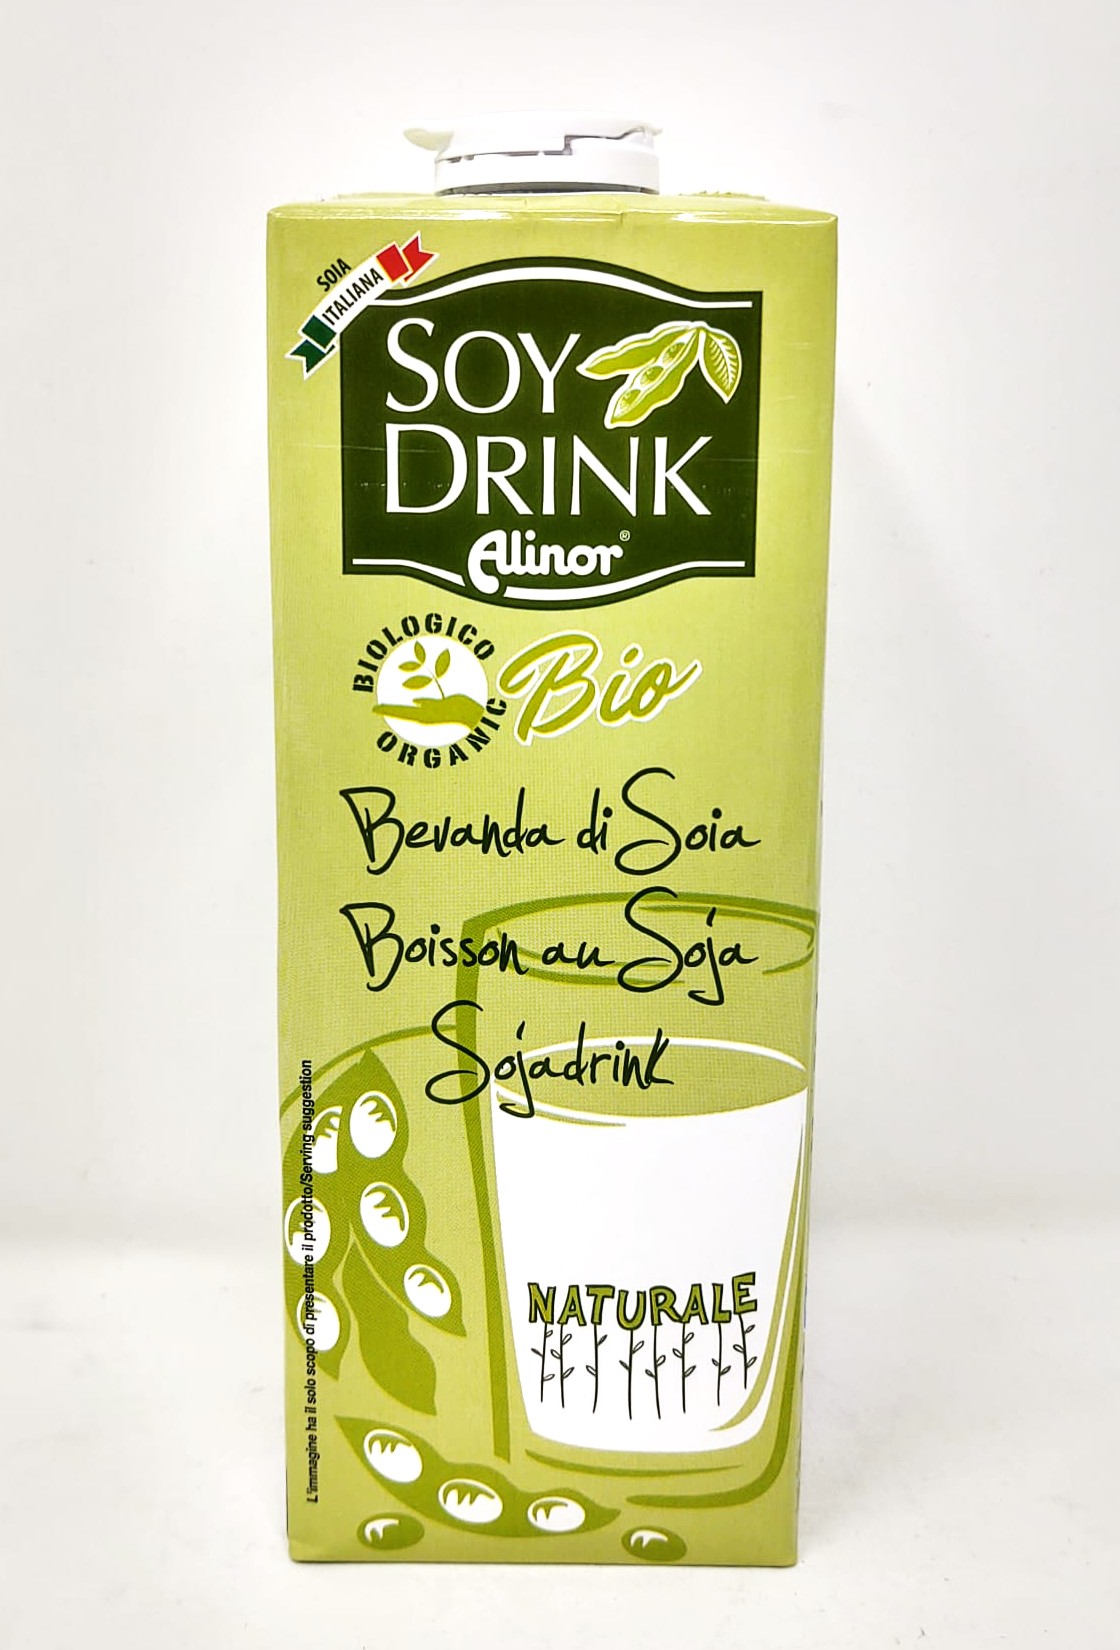 SOIA
ITALIANA
SOY
DRINK
Alinor®
BIOLOGICO
ORGANIC
Bio
Bevanda di Soia
Boisson au Soja
Sojadrink
NATURALE
L'immagine ha il solo scopo di presentare il prodotto/Serving suggestion